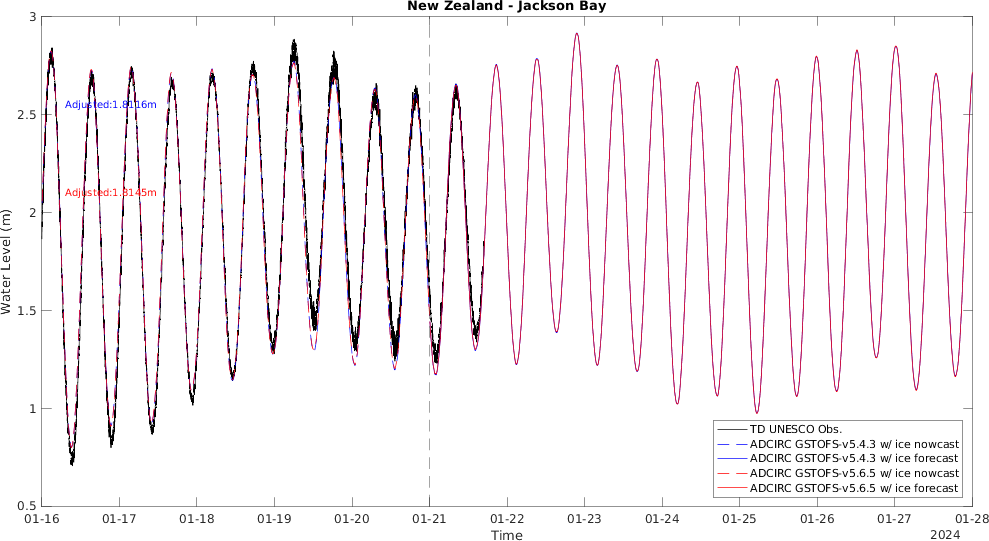 New Zealand - Jackson Bay
3
2.5
2
1.5
1
0.5
Water Level (m)
Adjusted:1.8116m
Adjusted:1.8145m
TD UNESCO Obs.
ADCIRC GSTOFS-v5.4.3 w/ ice nowcast
ADCIRC GSTOFS-v5.4.3 w/ ice forecast
ADCIRC GSTOFS-v5.6.5 w/ ice nowcast
ADCIRC GSTOFS-v5.6.5 w/ ice forecast
01-16 01-17 01-18 01-19 01-20 01-21 01-22 01-23 01-24 01-25 01-26 01-27 01-28
Time
2024